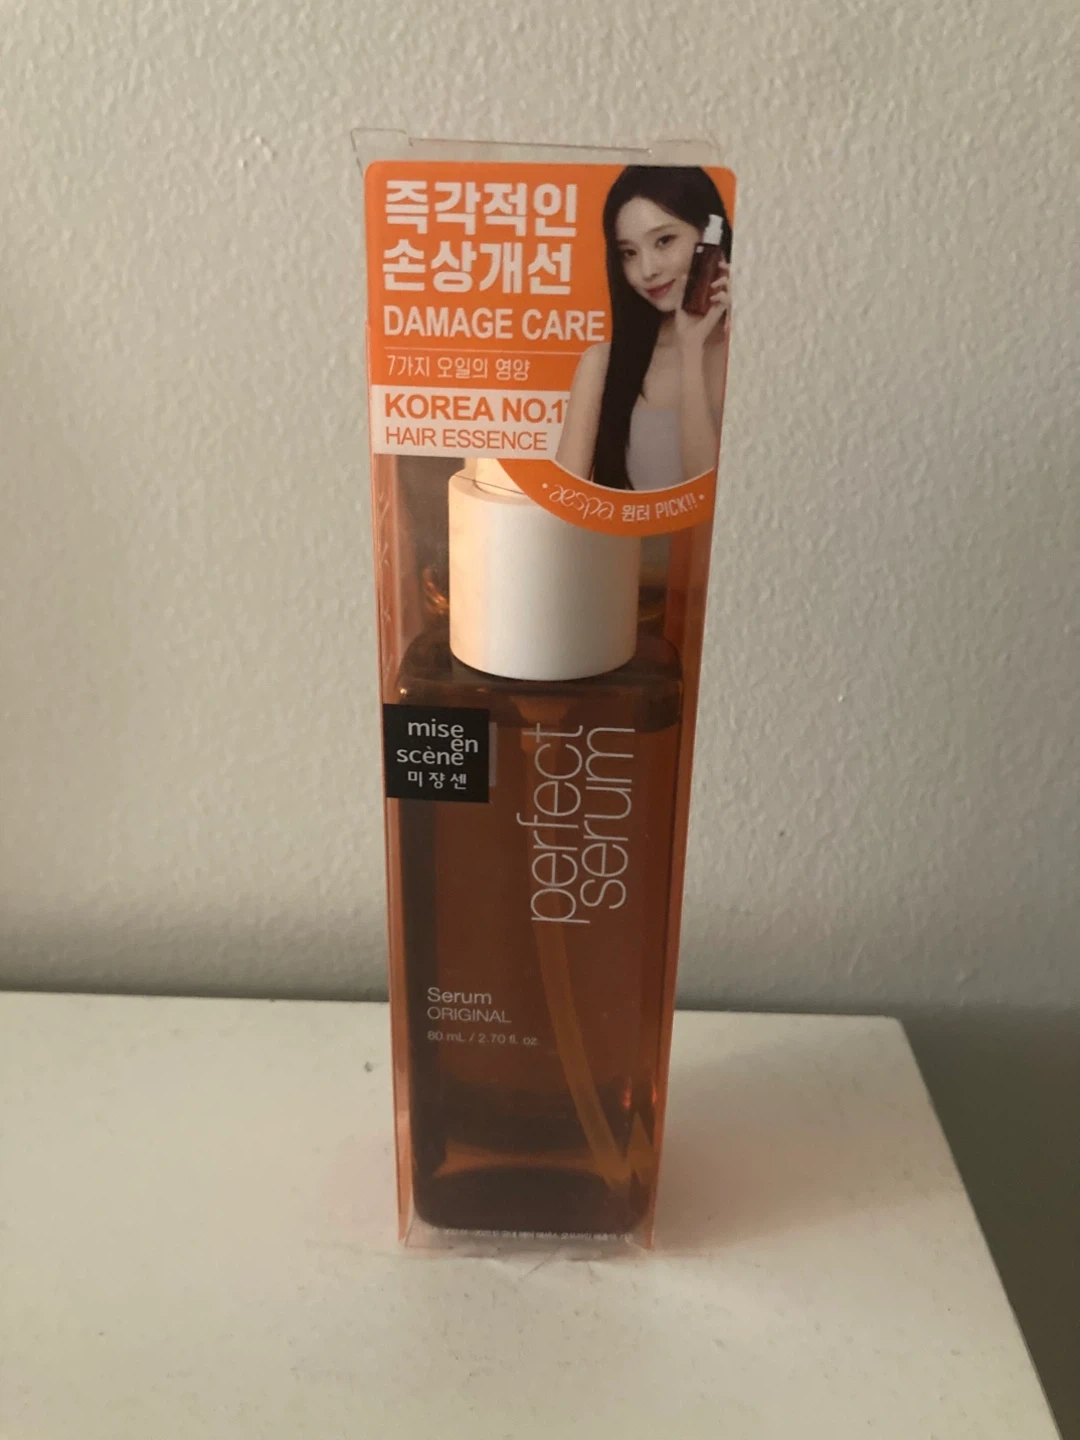 즉각적인
손상개선
DAMAGE CARE
7가지 오일의 영양
KOREA NO.1
HAIR ESSENCE
aespa 윈터 PICK!!
mise
en
scène
미쟝센
perfect
serum
Serum
ORIGINAL
80 mL / 2.70 fl. oz.